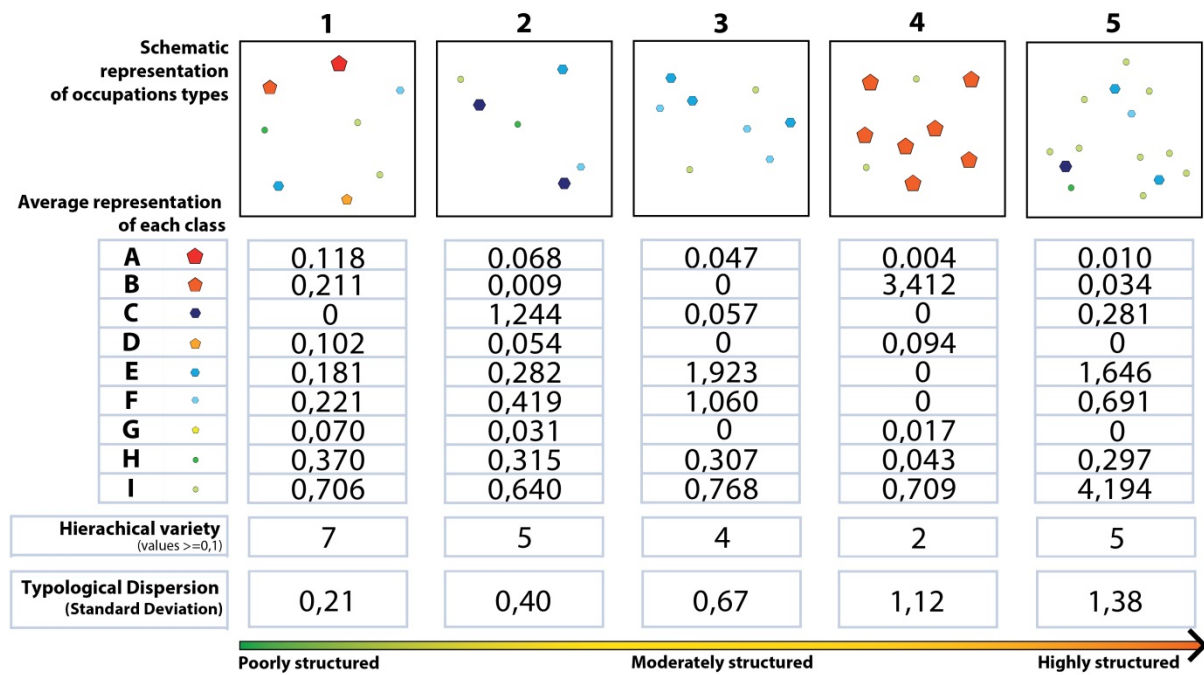 1 2 3 4 5
Schematic
representation
of occupations types
Average representation
of each class
A 0,118 0,068 0,047 0,004 0,010
B 0,211 0,009 0 3,412 0,034
C 0 1,244 0,057 0 0,281
D 0,102 0,054 0 0,094 0
E 0,181 0,282 1,923 0 1,646
F 0,221 0,419 1,060 0 0,691
G 0,070 0,031 0 0,017 0
H 0,370 0,315 0,307 0,043 0,297
I 0,706 0,640 0,768 0,709 4,194
Hierachical variety 7 5 4 2 5
(values >=0,1)
Typological Dispersion 0,21 0,40 0,67 1,12 1,38
(Standard Deviation)
Poorly structured Moderately structured Highly structured